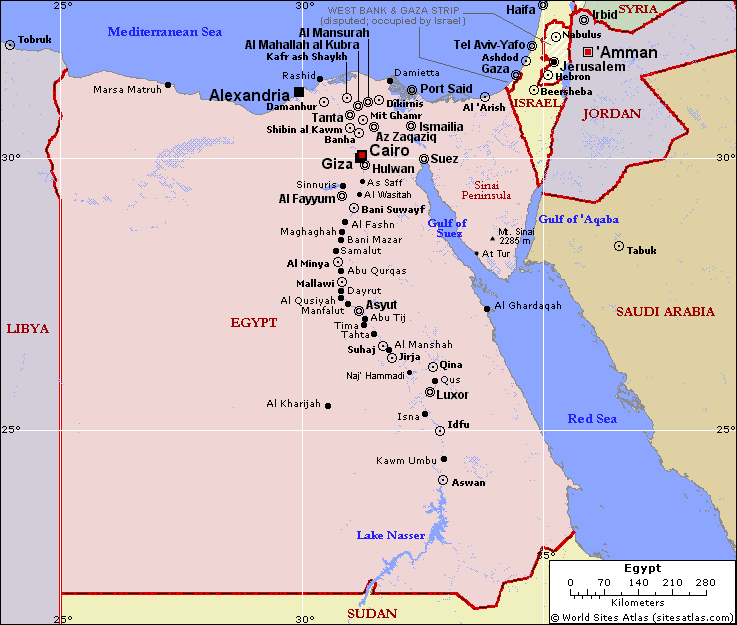 WEST BANK & GAZA STRIP
(disputed; occupied by Israel)
Haifa
Irbid
SYRIA
Tobruk
Mediterranean Sea
Al Mansurah
Al Mahallah al Kubra
Kafr ash Shaykh
Tel Aviv-Yafo
Nabulus
'Amman
Ashdod
Jerusalem
Gaza
Hebron
Rashid
Damietta
Marsa Matruh
Alexandria
Port Said
Beersheba
Damanhur
Dikirnis
Al 'Arish
ISRAEL
JORDAN
Tanta
Mit Ghamr
Shibin al Kawm
Ismailia
Banha
Az Zaqaziq
30°
Cairo
Giza
Hulwan
Suez
30°
Sinnuris
As Saff
Sinai
Peninsula
Al Fayyum
Al Wasitah
Bani Suwayf
Al Fashn
Gulf of
Suez
Gulf of 'Aqaba
Maghaghah
Bani Mazar
Mt. Sinai
2285 m
Samalut
At Tur
Tabuk
Al Minya
Abu Qurqas
Mallawi
Dayrut
Al Qusiyah
Manfalut
Asyut
Al Ghardaqah
LIBYA
EGYPT
Abu Tij
SAUDI ARABIA
Tima
Tahta
Suhaj
Al Manshah
Jirja
Qina
Naj' Hammadi
Qus
Luxor
Al Kharijah
Isna
Idfu
Red Sea
25°
25°
Kawm Umbu
Aswan
Lake Nasser
35°
SUDAN
25°
30°
Egypt
0 70 140 210 280
Kilometers
© World Sites Atlas (sitesatlas.com)